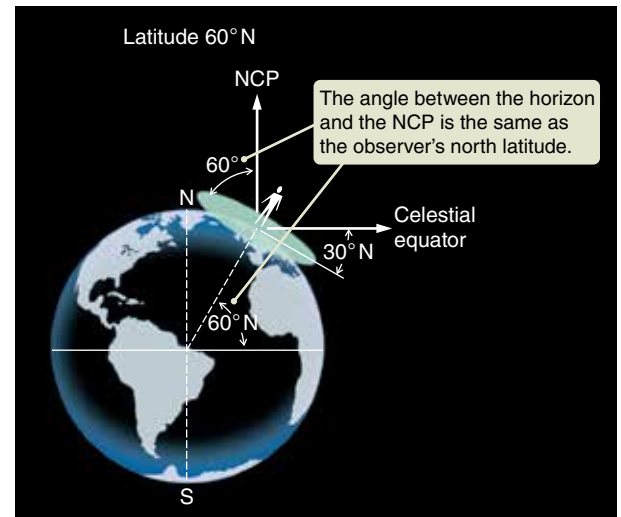 Latitude 60°N
NCP
The angle between the horizon
and the NCP is the same as
the observer's north latitude.
60°
N
Celestial
equator
30°N
60°N
S